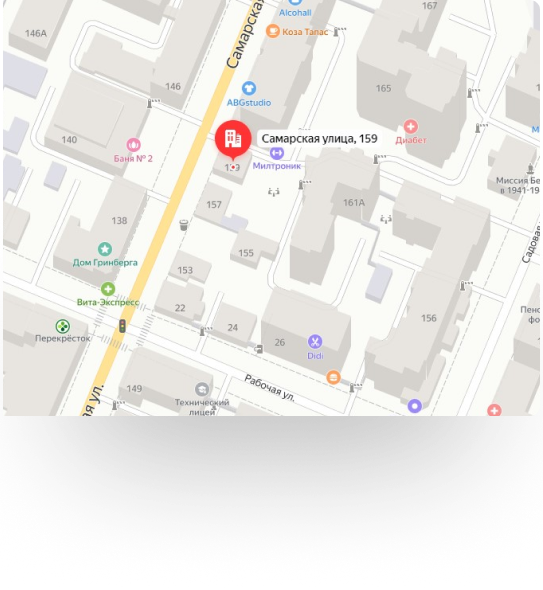 Alcohall
167
146А
Самарска
Коза Тапас
146
165
ABGstudio
Самарская улица, 159
Диабет
140
Баня № 2
Милтроник
М
159
Миссия Бе
в 1941-19
157
161А
138
Садовая
155
Дом Гринберга
153
Вита-Экспресс
22
24
156
Пенс
фо
Перекрёсток
26
Didi
149
Рабочая ул.
Технический
лицей
ая ул.